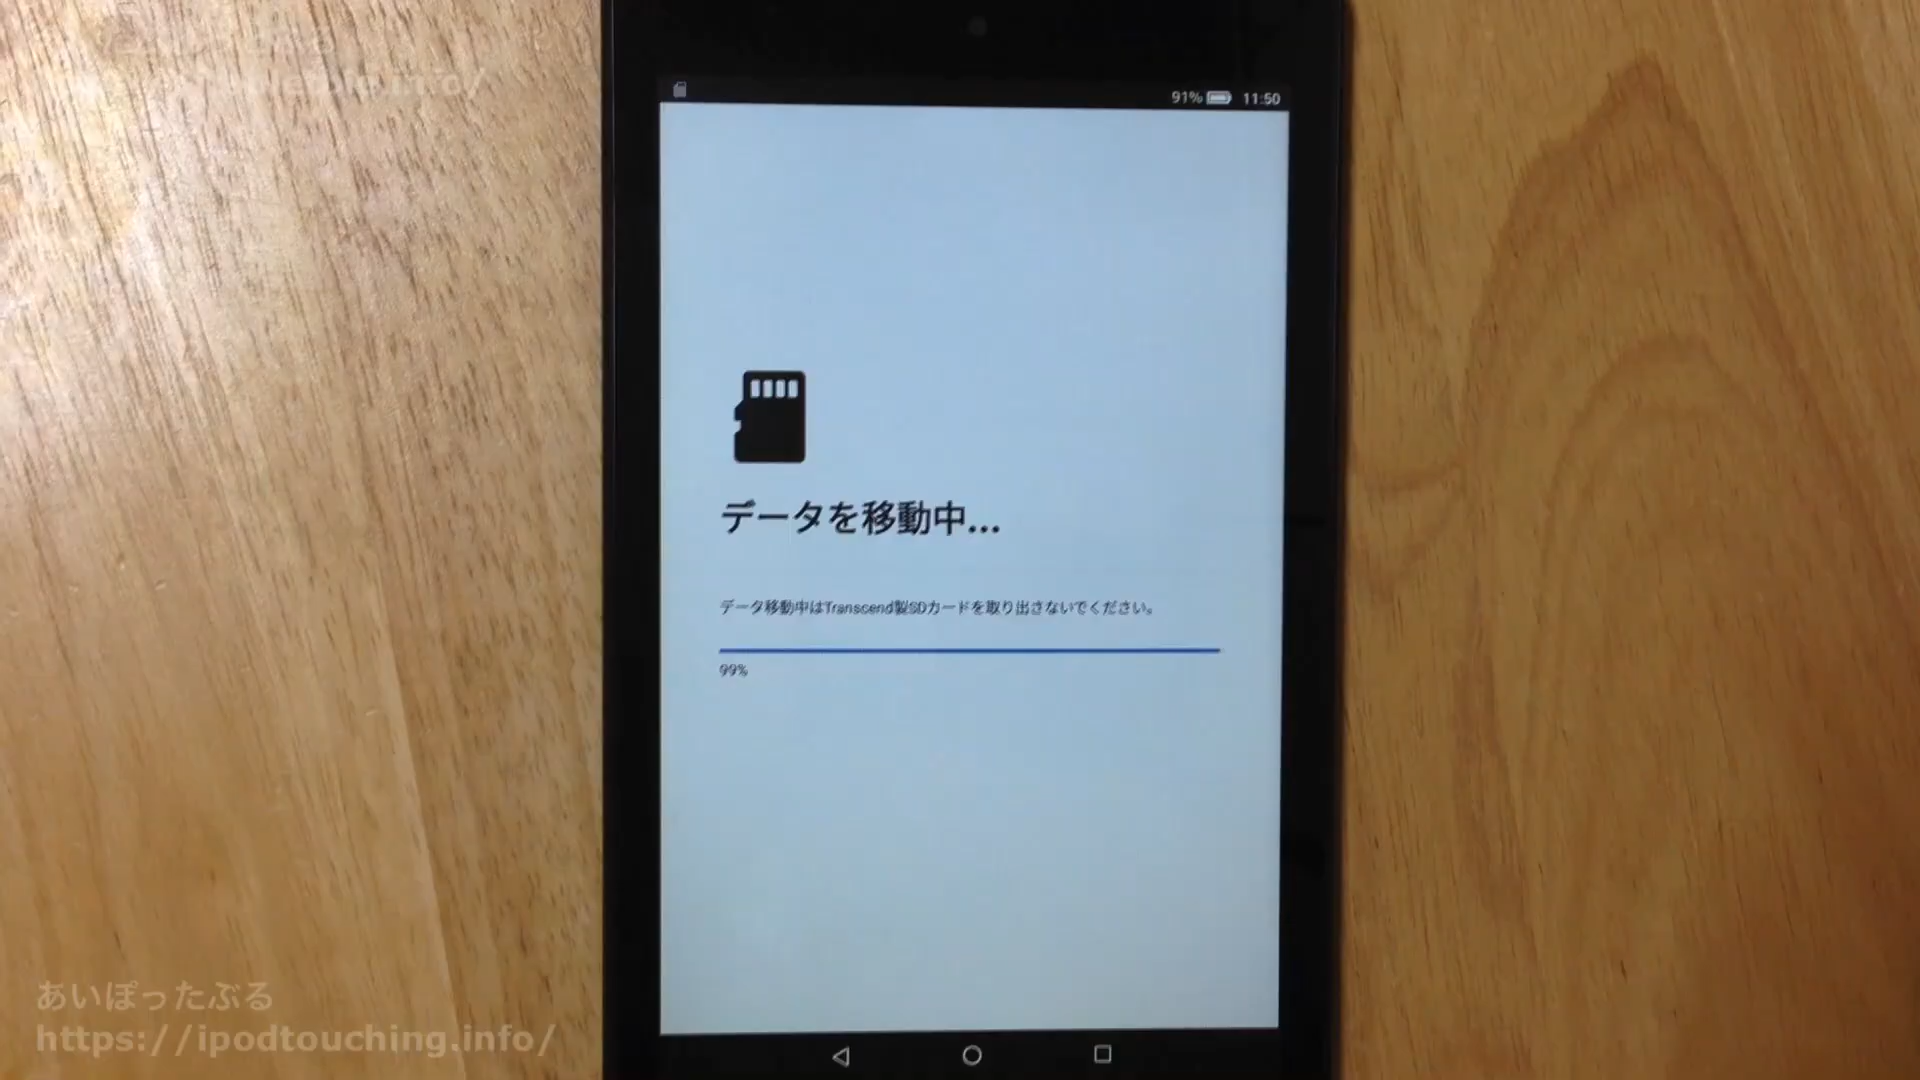 91% 11:50
データを移動中...
データ移動中はTranscend製SDカードを取り出さないでください。
99%
あいぽったぶる
https://ipodtouching.info/